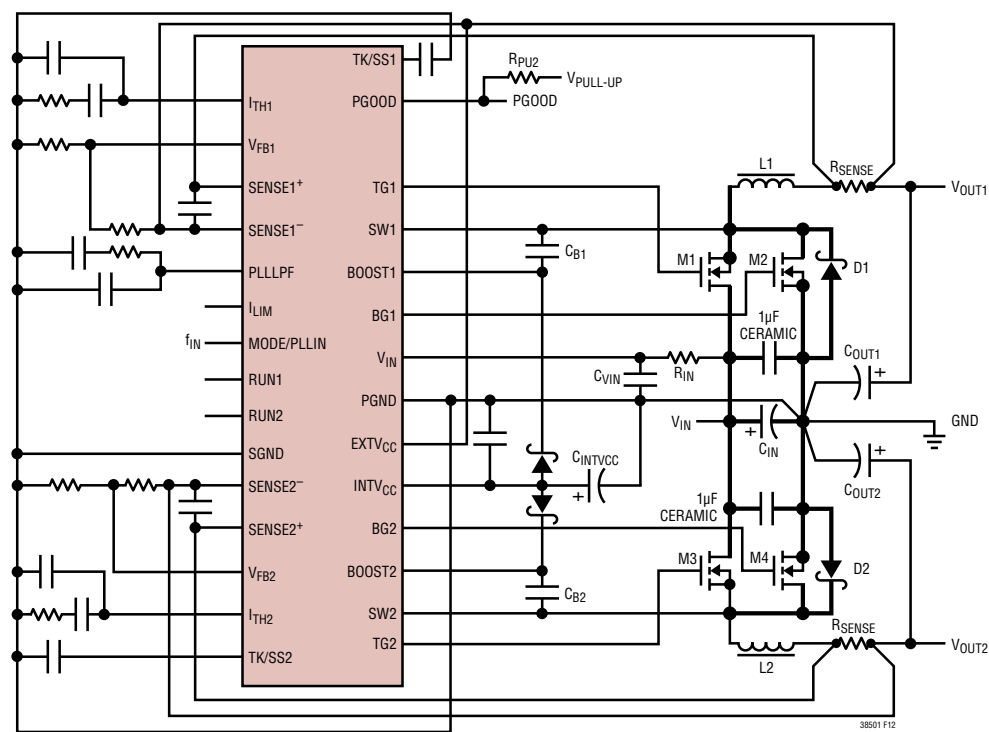 TK/SS1
RPU2
VPULL-UP
PGOOD
PGOOD
ITH1
VFB1
SENSE1+
SENSE1–
PLLLPF
ILIM
fIN
MODE/PLLIN
RUN1
RUN2
SGND
SENSE2–
SENSE2+
VFB2
ITH2
TK/SS2
TG1
SW1
BOOST1
BG1
VIN
PGND
EXTVCC
INTVCC
BG2
BOOST2
SW2
TG2
CB1
CVIN
RIN
CINTVCC
+
CB2
L1
RSENSE
VOUT1
M1
M2
D1
1µF
CERAMIC
COUT1
+
VIN
+
CIN
GND
+
COUT2
1µF
CERAMIC
M3
M4
D2
RSENSE
VOUT2
L2
38501 F12